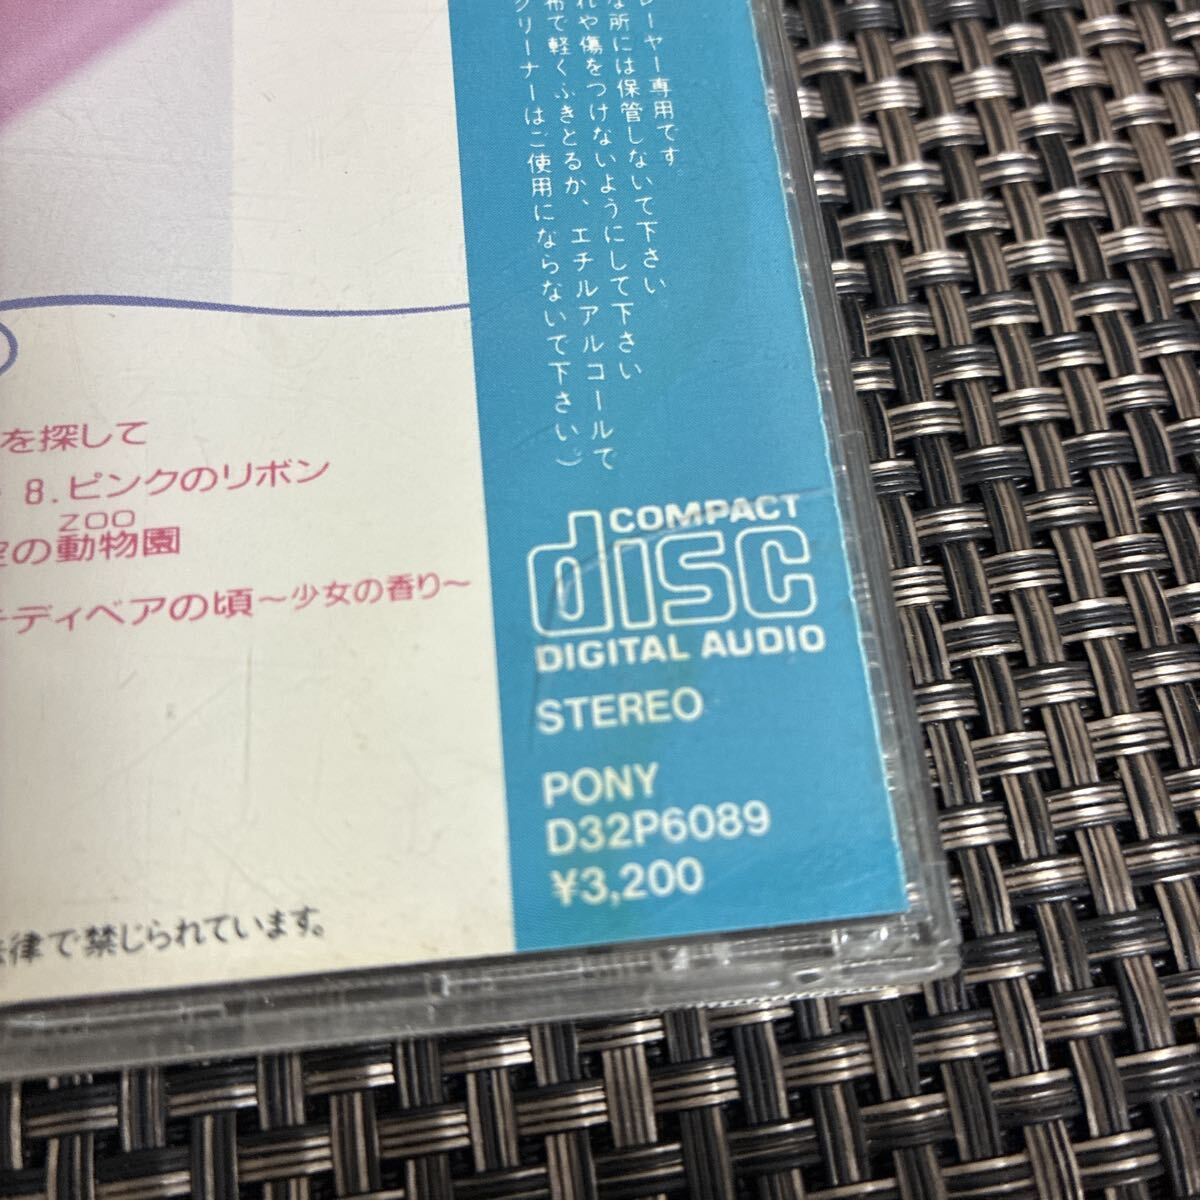 レーヤー専用です
な所には保管しないで下さい
れや傷をつけないようにして下さい
布で軽くふきとるか、エチルアルコールで
クリーナーはご使用にならないで下さい。)
を探して
8.ピンクのリボン
ZOO
空の動物園
テディベアの頃～少女の香り～
COMPACT
disc
DIGITAL AUDIO
STEREO
PONY
D32P6089
¥3,200
法律で禁じられています。